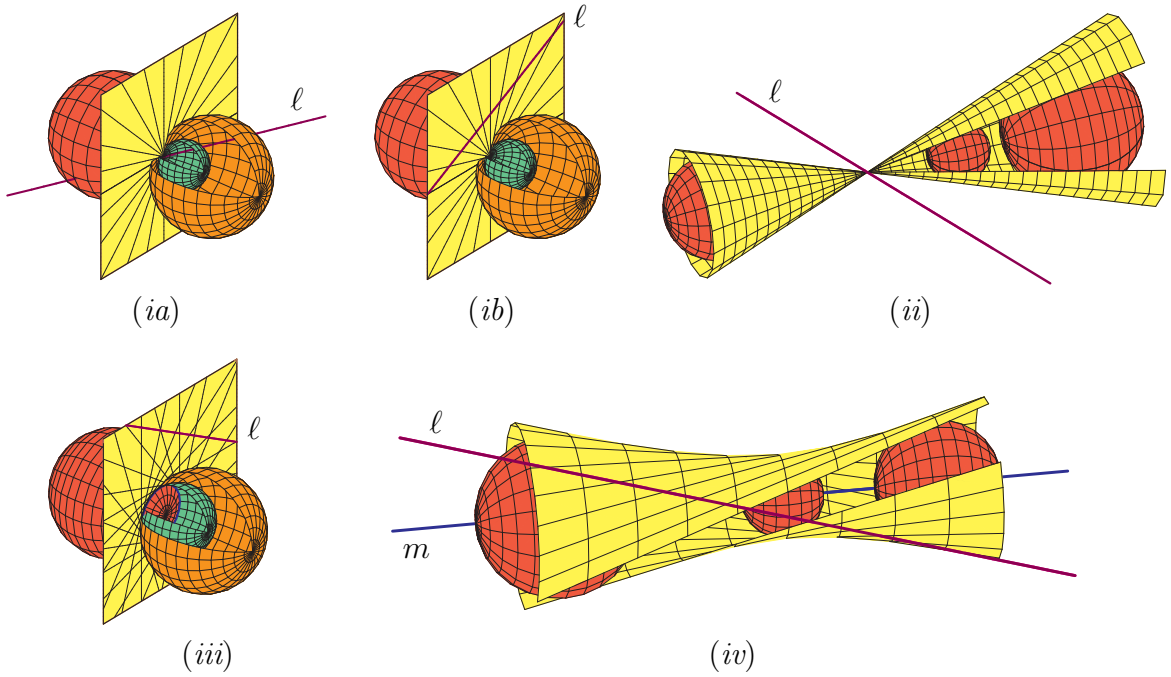 ℓ ℓ ℓ
(ia) (ib) (ii)
ℓ ℓ
m
(iii) (iv)